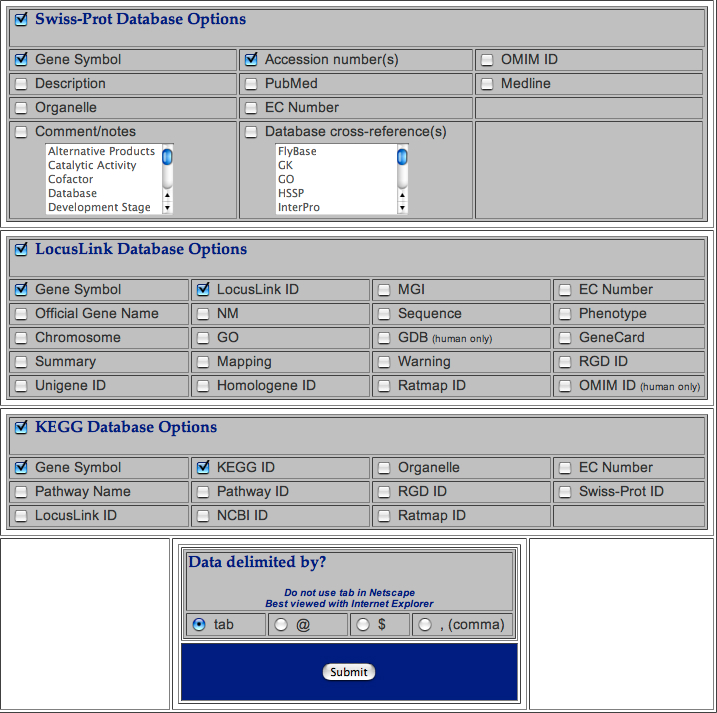 Swiss-Prot Database Options
Gene Symbol Accession number(s) OMIM ID
Description PubMed Medline
Organelle EC Number
Comment/notes Database cross-reference(s)
Alternative Products FlyBase
Catalytic Activity GK
Cofactor GO
Database HSSP
Development Stage InterPro
LocusLink Database Options
Gene Symbol LocusLink ID MGI EC Number
Official Gene Name NM Sequence Phenotype
Chromosome GO GDB (human only) GeneCard
Summary Mapping Warning RGD ID
Unigene ID Homologene ID Ratmap ID OMIM ID (human only)
KEGG Database Options
Gene Symbol KEGG ID Organelle EC Number
Pathway Name Pathway ID RGD ID Swiss-Prot ID
LocusLink ID NCBI ID Ratmap ID
Data delimited by?
Do not use tab in Netscape
Best viewed with Internet Explorer
tab @ $ , (comma)
Submit